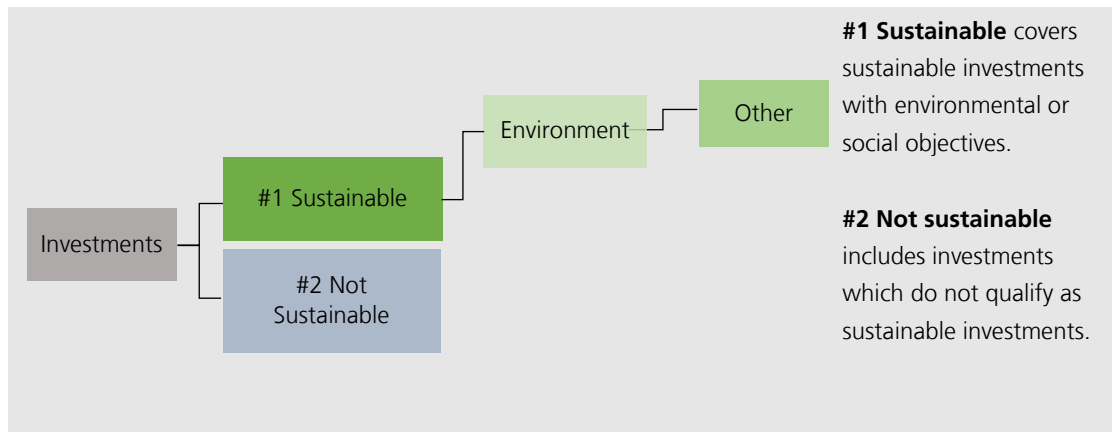 Investments
#1 Sustainable
#2 Not
Sustainable
Environment
Other
#1 Sustainable covers
sustainable investments
with environmental or
social objectives.
#2 Not sustainable
includes investments
which do not qualify as
sustainable investments.